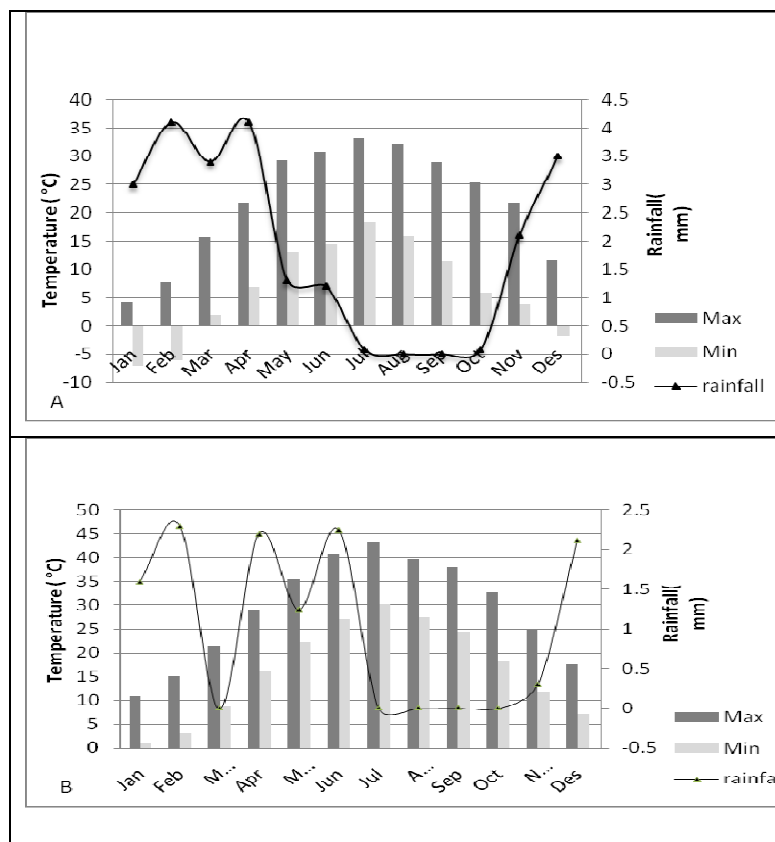 40
35
30
25
20
15
10
5
0
-5
-10
Temperature (°C)
4.5
4
3.5
3
2.5
2
1.5
1
0.5
0
-0.5
Rainfall(
mm)
Jan
Feb
Mar
Apr
May
Jun
Jul
Aug
Sep
Oct
Nov
Des
Max
Min
rainfall
A
50
45
40
35
30
25
20
15
10
5
0
Temperature (°C)
2.5
2
1.5
1
0.5
0
-0.5
Rainfall(
mm)
Jan
Feb
M...
Apr
M...
Jun
Jul
A...
Sep
Oct
N...
Des
Max
Min
rainfal
B